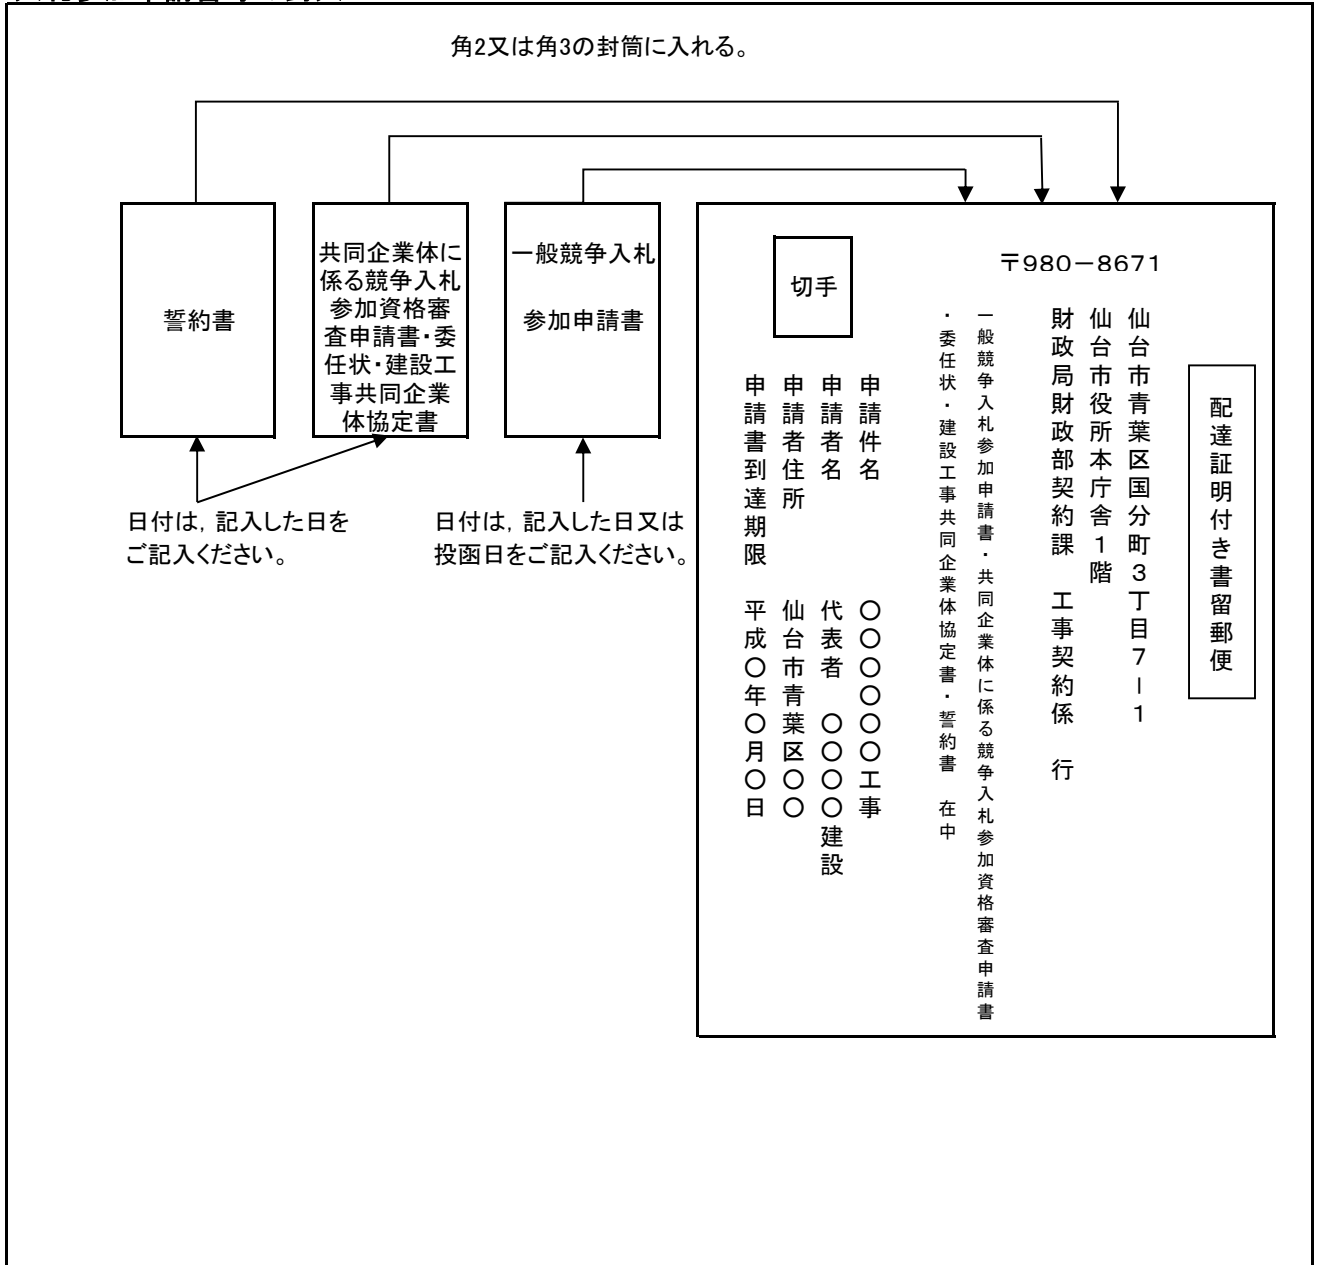 角2又は角3の封筒に入れる。
誓約書
共同企業体に
係る競争入札
参加資格審
査申請書・委
任状・建設工
事共同企業
体協定書
一般競争入札
参加申請書
日付は，記入した日を
ご記入ください。
日付は，記入した日又は
投函日をご記入ください。
切手
〒980－8671
配達証明付き書留郵便
仙台市青葉区国分町３丁目７－１
仙台市役所本庁舎１階
財政局財政部契約課　工事契約係　行
一般競争入札参加申請書・共同企業体に係る競争入札参加資格審査申請書
・委任状・建設工事共同企業体協定書・誓約書　在中
申請件名　〇〇〇〇〇〇工事
申請者名　代表者　〇〇〇〇建設
申請者住所　仙台市青葉区〇〇
申請書到達期限　平成〇年〇月〇日